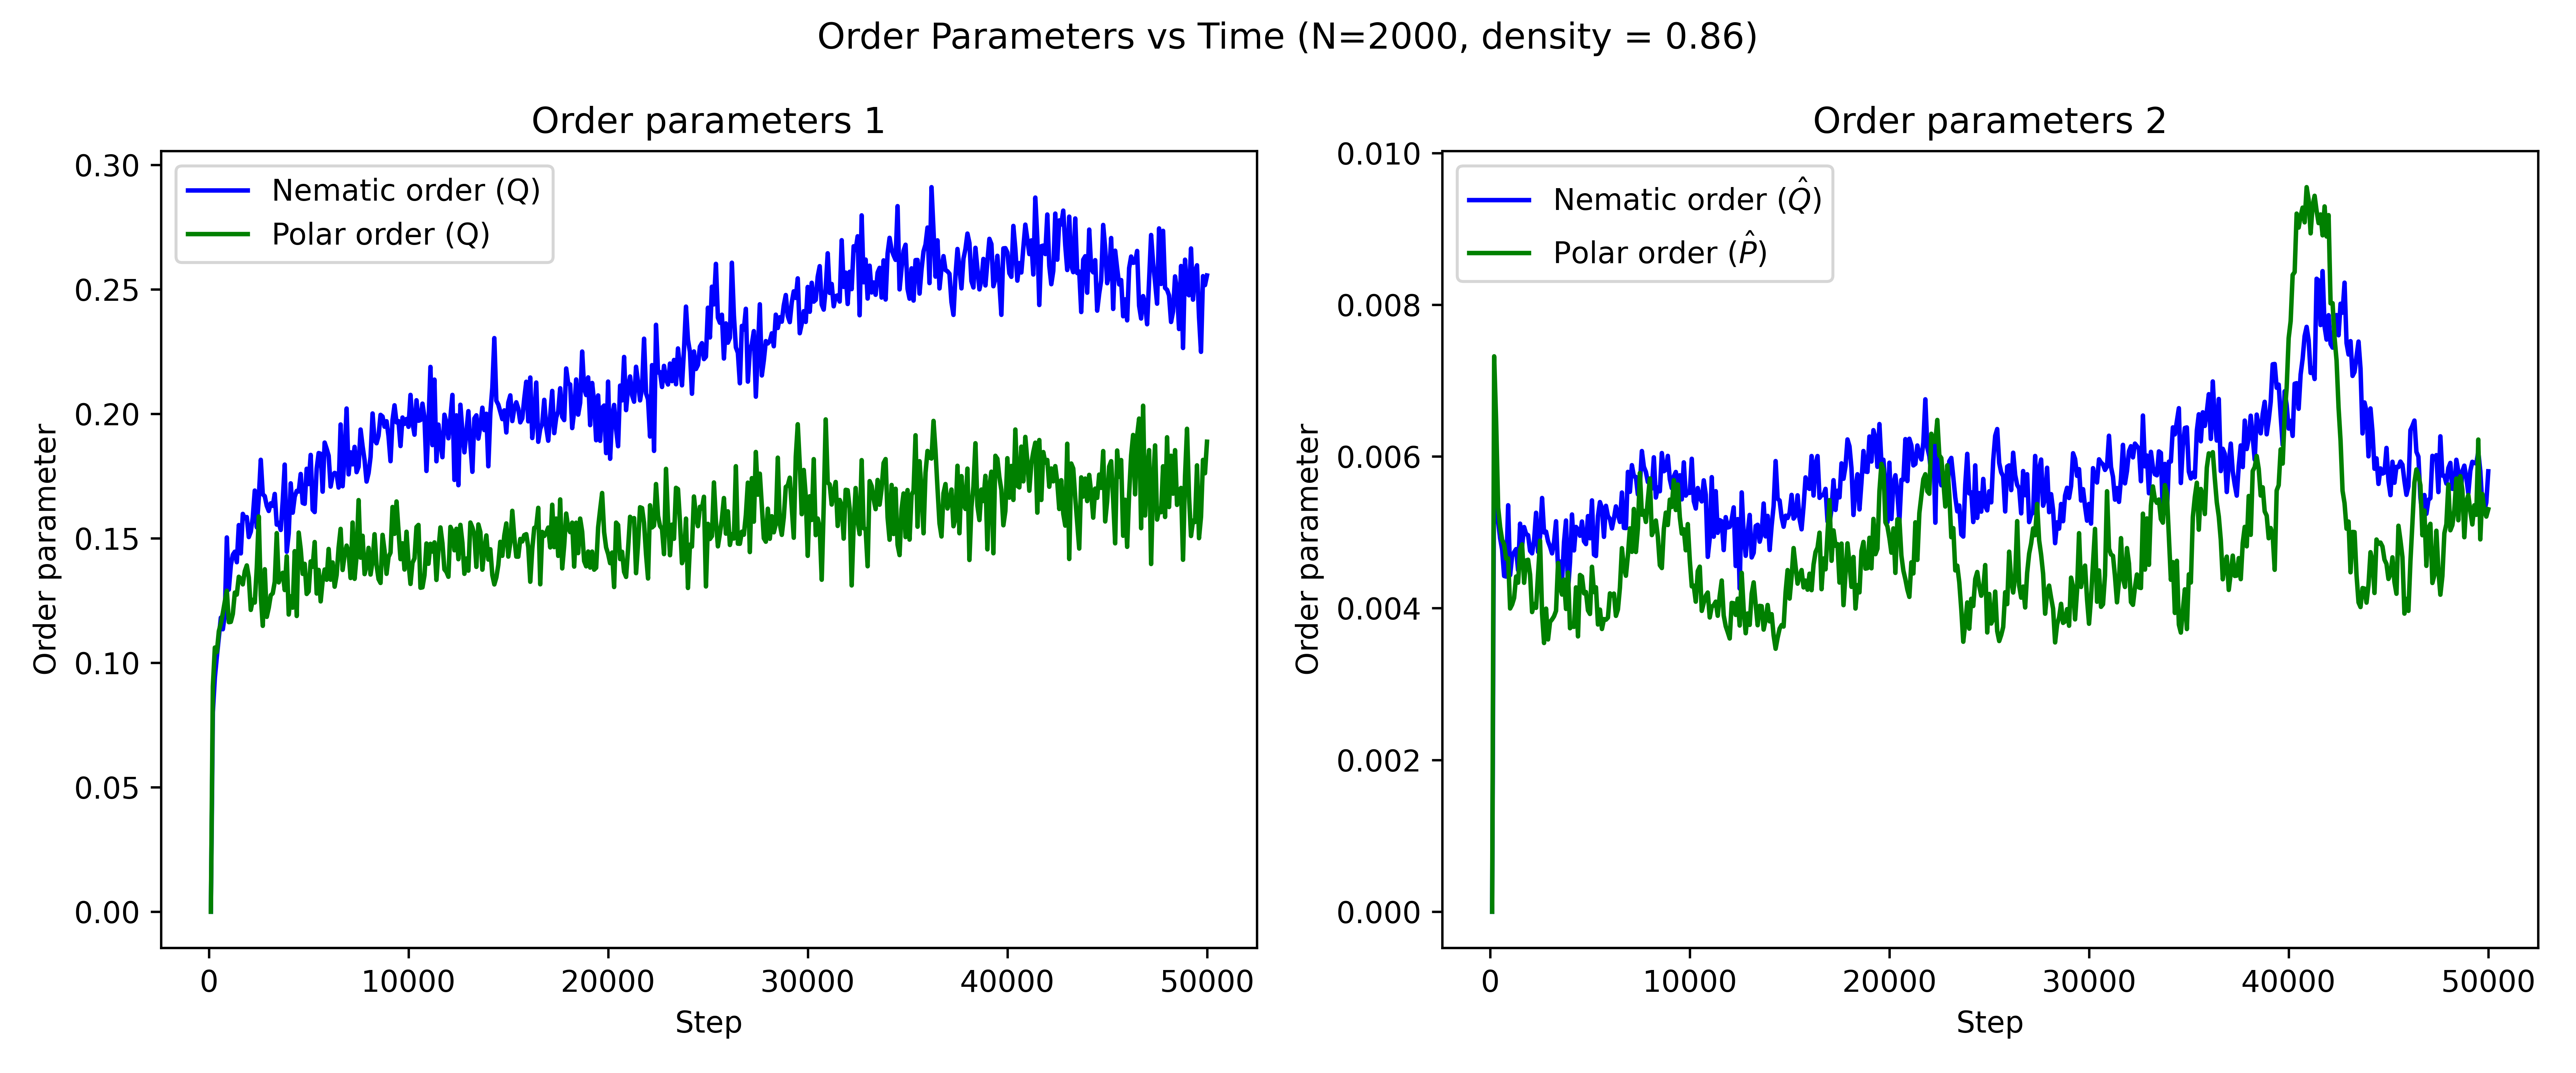 Order Parameters vs Time (N=2000, density = 0.86)
Order parameters 1
Nematic order (Q)
Polar order (Q)
Order parameter
0.30
0.25
0.20
0.15
0.10
0.05
0.00
0 10000 20000 30000 40000 50000
Step
Order parameters 2
Nematic order (Q̂)
Polar order (P̂)
Order parameter
0.010
0.008
0.006
0.004
0.002
0.000
0 10000 20000 30000 40000 50000
Step